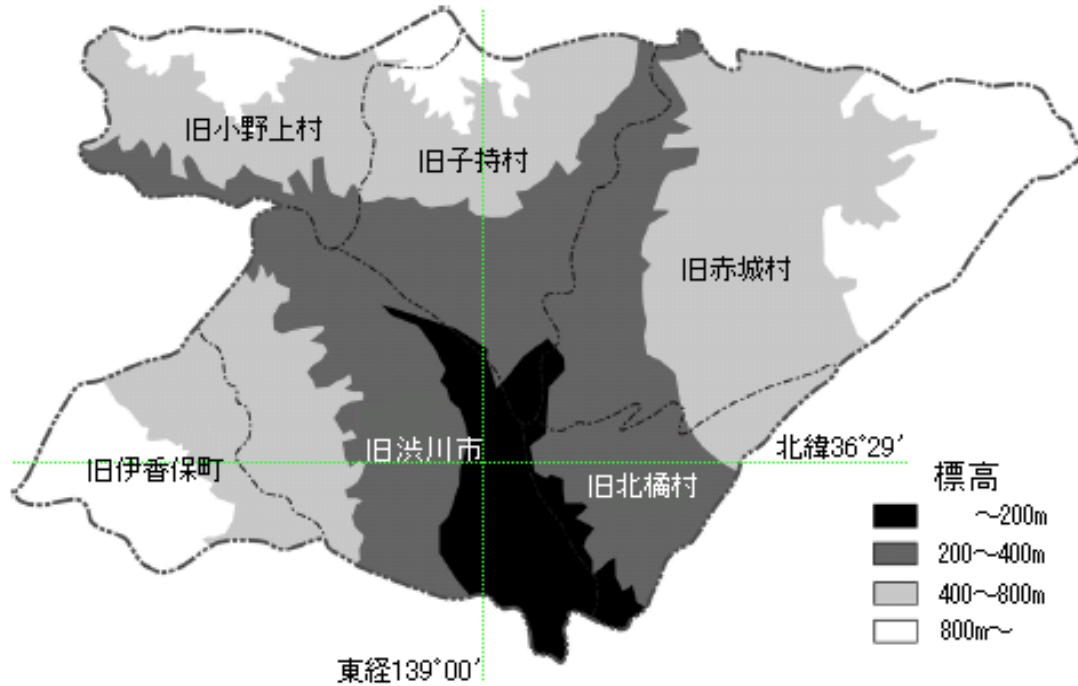 旧小野上村
旧子持村
旧赤城村
旧渋川市
北緯36°29′
旧伊香保町
旧北橘村
標高
～200m
200～400m
400～800m
800m～
東経139°00′